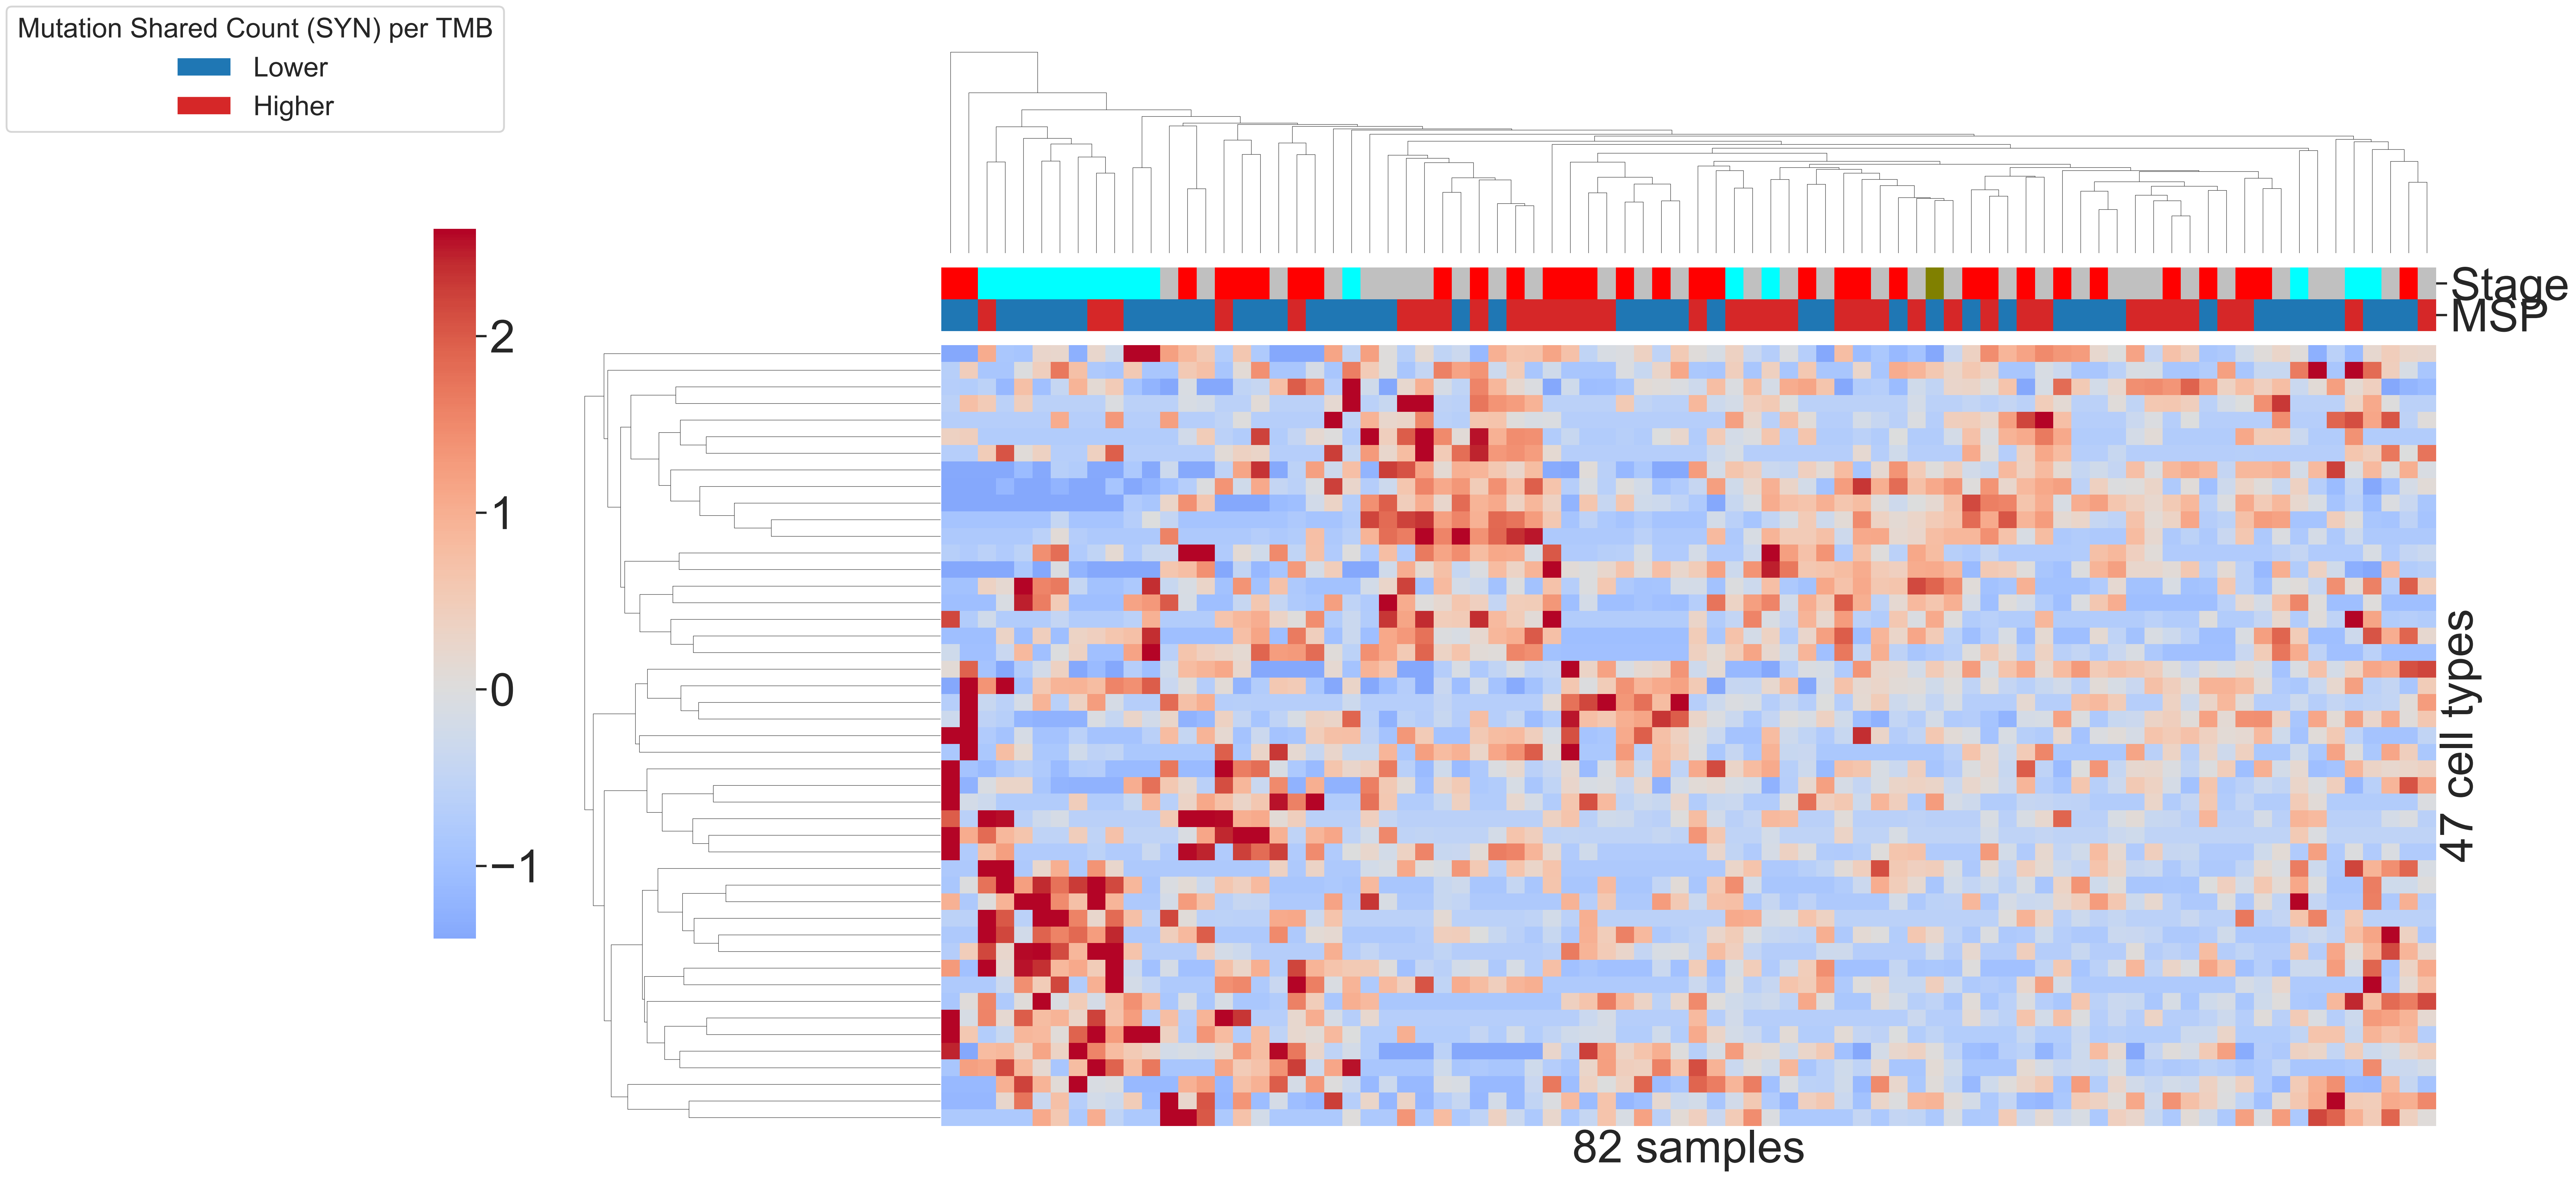 Mutation Shared Count (SYN) per TMB
Lower
Higher
Stage
MSP
2
1
0
−1
47 cell types
82 samples